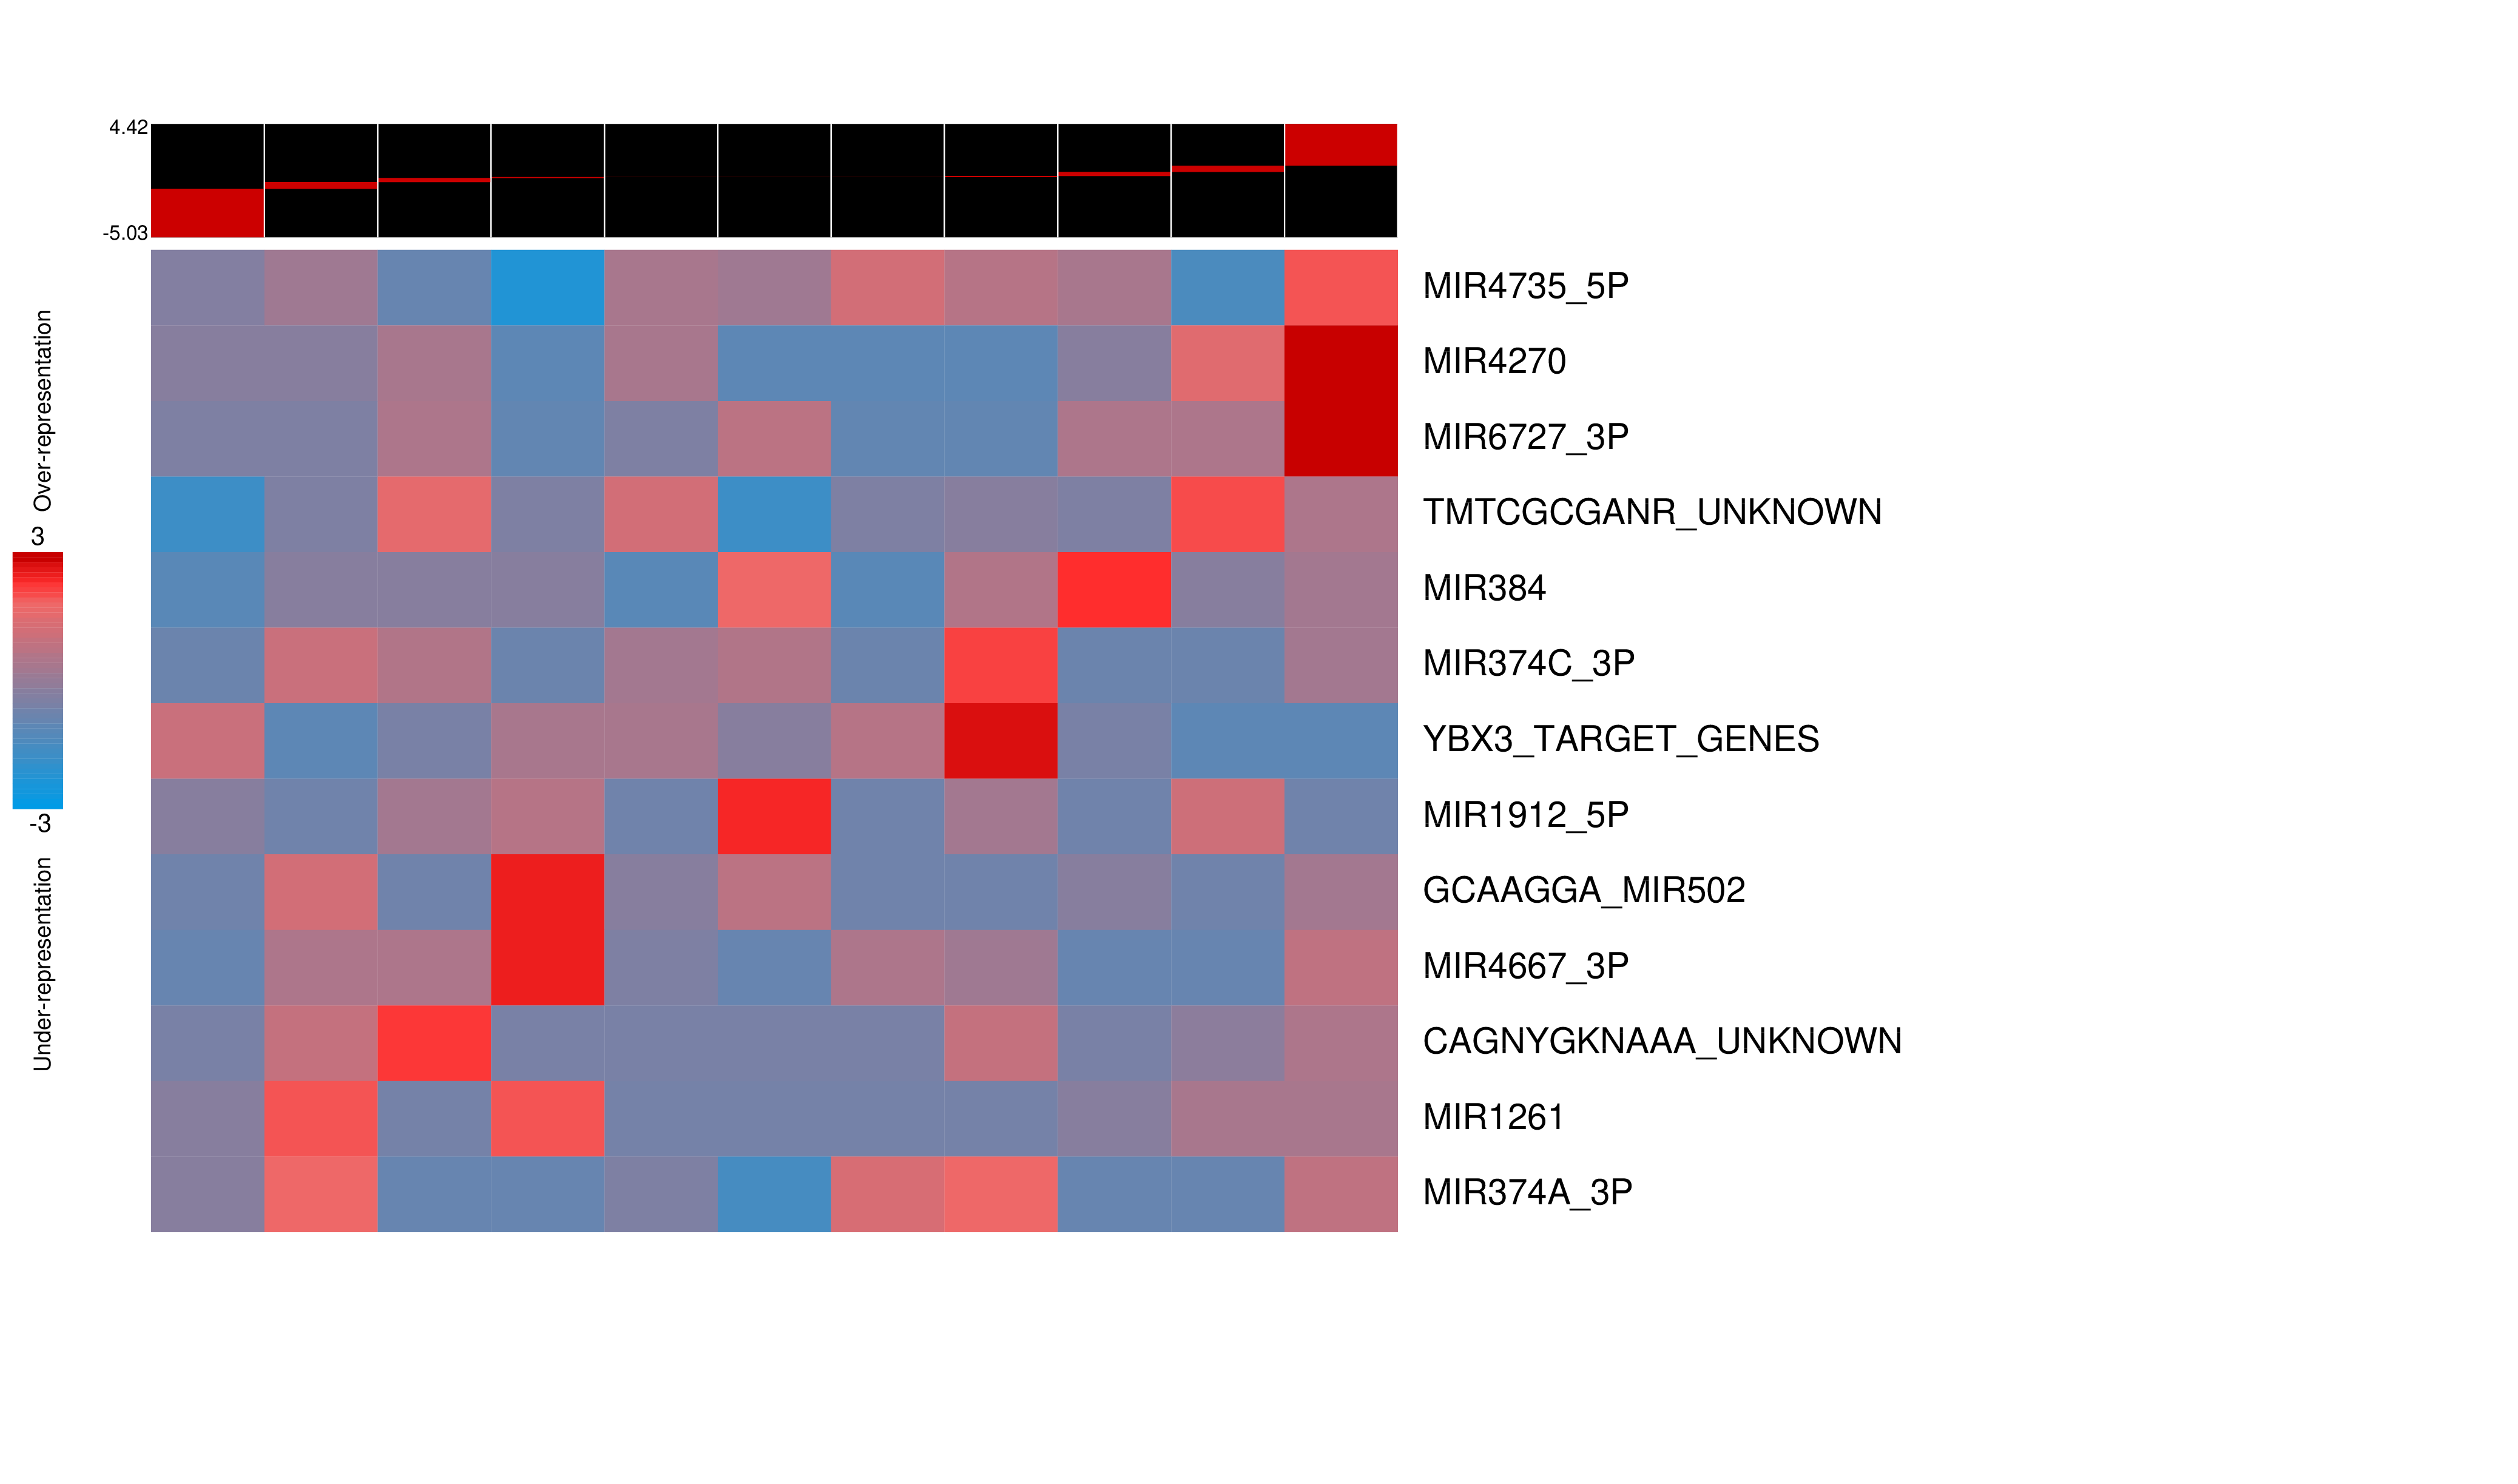 4.42
-5.03
Over-representation
3
-3
Under-representation
MIR4735_5P
MIR4270
MIR6727_3P
TMTCGCGANR_UNKNOWN
MIR384
MIR374C_3P
YBX3_TARGET_GENES
MIR1912_5P
GCAAGGA_MIR502
MIR4667_3P
CAGNYGKNAAA_UNKNOWN
MIR1261
MIR374A_3P